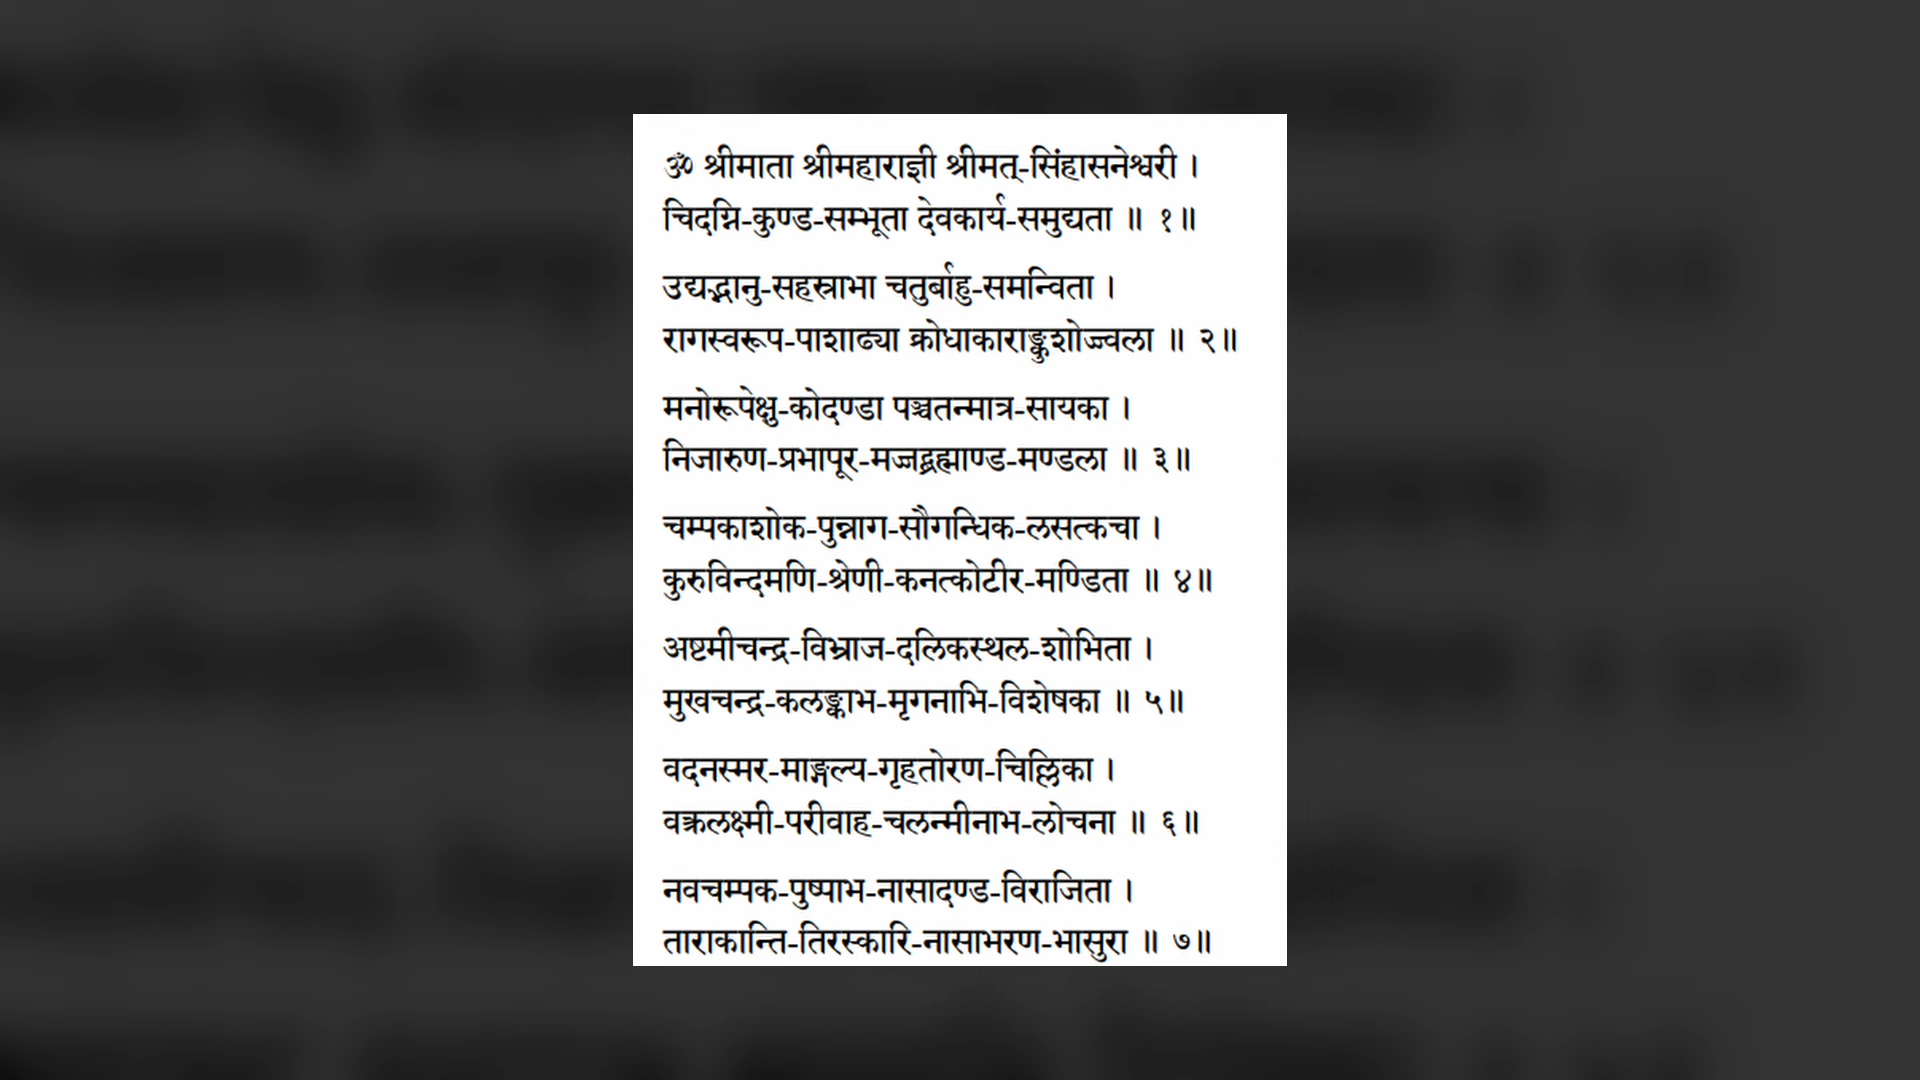 ॐ श्रीमाता श्रीमहाराज्ञी श्रीमत्-सिंहासनेश्वरी ।
चिदग्नि-कुण्ड-सम्भूता देवकार्य-समुद्यता ॥ १॥
उद्यद्भानु-सहस्राभा चतुर्बाहु-समन्विता ।
रागस्वरूप-पाशाढ्या क्रोधाकाराङ्कुशोज्ज्वला ॥ २॥
मनोरूपेक्षु-कोदण्डा पञ्चतन्मात्र-सायका ।
निजारुण-प्रभापूर-मज्जद्ब्रह्माण्ड-मण्डला ॥ ३॥
चम्पकाशोक-पुन्नाग-सौगन्धिक-लसत्कचा ।
कुरुविन्दमणि-श्रेणी-कनत्कोटीर-मण्डिता ॥ ४॥
अष्टमीचन्द्र-विभ्राज-दलिकस्थल-शोभिता ।
मुखचन्द्र-कलङ्काभ-मृगनाभि-विशेषका ॥ ५॥
वदनस्मर-माङ्गल्य-गृहतोरण-चिल्लिका ।
वक्त्रलक्ष्मी-परीवाह-चलन्मीनाभ-लोचना ॥ ६॥
नवचम्पक-पुष्पाभ-नासादण्ड-विराजिता ।
ताराकान्ति-तिरस्कारि-नासाभरण-भासुरा ॥ ७॥